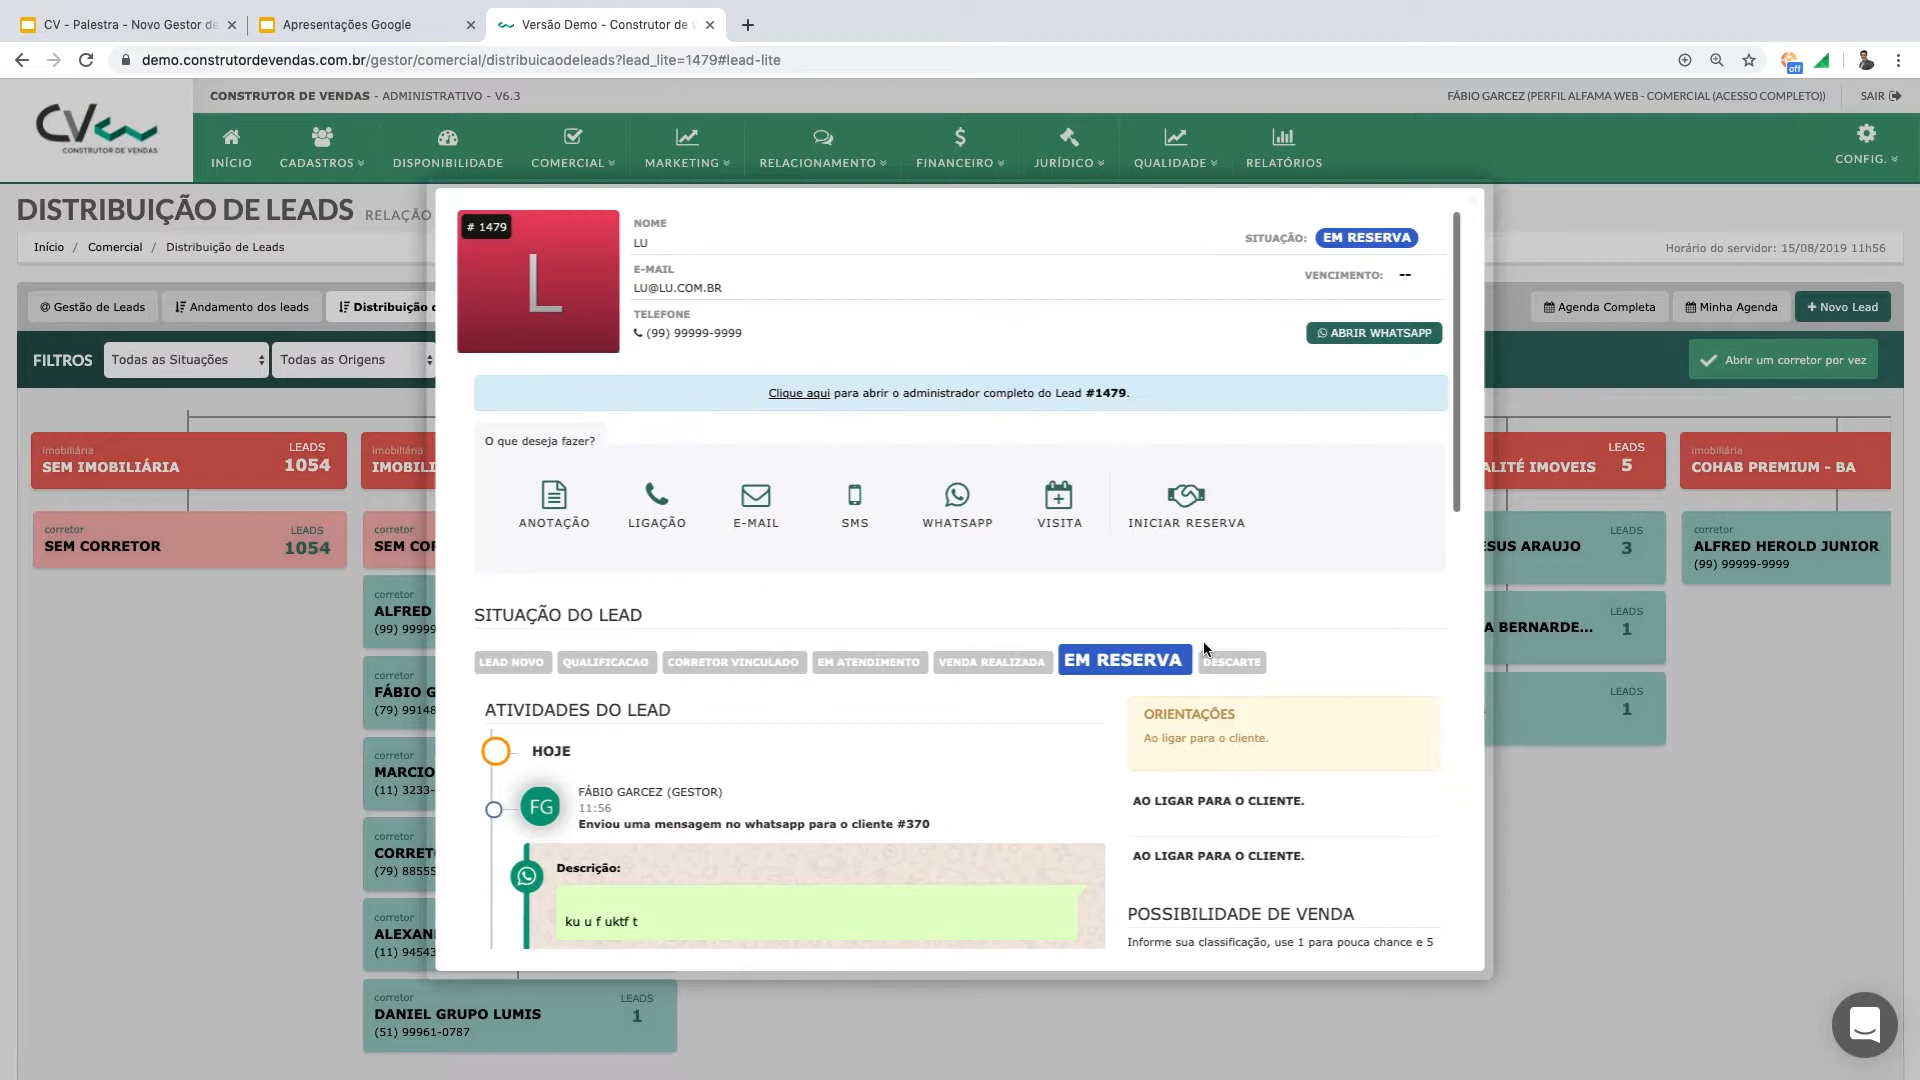 CV - Palestra - Novo Gestor de
Apresentações Google
Versão Demo - Construtor de v
demo.construtordevendas.com.br/gestor/comercial/distribuicaodeleads?lead_lite=1479#lead-lite
off
CV
CONSTRUTOR DE VENDAS
CONSTRUTOR DE VENDAS - ADMINISTRATIVO - V6.3
FÁBIO GARCEZ (PERFIL ALFAMA WEB - COMERCIAL (ACESSO COMPLETO))
SAIR
INÍCIO
CADASTROS
DISPONIBILIDADE
COMERCIAL
MARKETING
RELACIONAMENTO
FINANCEIRO
JURÍDICO
QUALIDADE
RELATÓRIOS
CONFIG.
DISTRIBUIÇÃO DE LEADS RELAÇÃO
Início / Comercial / Distribuição de Leads
Horário do servidor: 15/08/2019 11h56
@ Gestão de Leads
Andamento dos leads
Distribuição
Agenda Completa
Minha Agenda
+ Novo Lead
FILTROS
Todas as Situações
Todas as Origens
Abrir um corretor por vez
imobiliária
SEM IMOBILIÁRIA
LEADS
1054
corretor
SEM CORRETOR
LEADS
1054
imobiliária
IMOBILI
corretor
SEM COR
corretor
ALFRED
(99) 99999
corretor
FÁBIO G
(79) 99148
corretor
MARCIO
(11) 3233-
corretor
CORRET
(79) 88555
corretor
ALEXAN
(11) 94543
corretor
DANIEL GRUPO LUMIS
(51) 99961-0787
LEADS
1
# 1479
L
NOME
LU
SITUAÇÃO: EM RESERVA
E-MAIL
LU@LU.COM.BR
VENCIMENTO: --
TELEFONE
(99) 99999-9999
ABRIR WHATSAPP
Clique aqui para abrir o administrador completo do Lead #1479.
O que deseja fazer?
ANOTAÇÃO
LIGAÇÃO
E-MAIL
SMS
WHATSAPP
VISITA
INICIAR RESERVA
SITUAÇÃO DO LEAD
LEAD NOVO
QUALIFICACAO
CORRETOR VINCULADO
EM ATENDIMENTO
VENDA REALIZADA
EM RESERVA
DESCARTE
ATIVIDADES DO LEAD
HOJE
FG
FÁBIO GARCEZ (GESTOR)
11:56
Enviou uma mensagem no whatsapp para o cliente #370
Descrição:
ku u f uktf t
ORIENTAÇÕES
Ao ligar para o cliente.
AO LIGAR PARA O CLIENTE.
AO LIGAR PARA O CLIENTE.
POSSIBILIDADE DE VENDA
Informe sua classificação, use 1 para pouca chance e 5
ALITÉ IMOVEIS
LEADS
5
SUS ARAUJO
LEADS
3
A BERNARDE...
LEADS
1
LEADS
1
imobiliária
COHAB PREMIUM - BA
corretor
ALFRED HEROLD JUNIOR
(99) 99999-9999